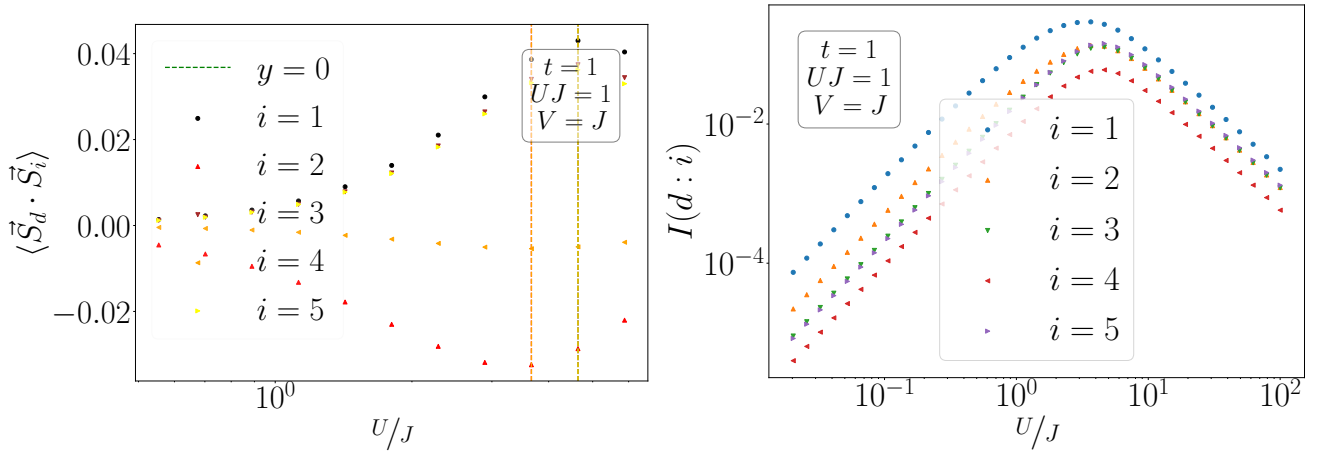 0.04
0.02
0.00
−0.02
⟨S⃗_d · S⃗_i⟩
y = 0
i = 1
i = 2
i = 3
i = 4
i = 5
t = 1
UJ = 1
V = J
10^0
U/J
I(d : i)
10^−2
10^−4
t = 1
UJ = 1
V = J
i = 1
i = 2
i = 3
i = 4
i = 5
10^−1
10^0
10^1
10^2
U/J